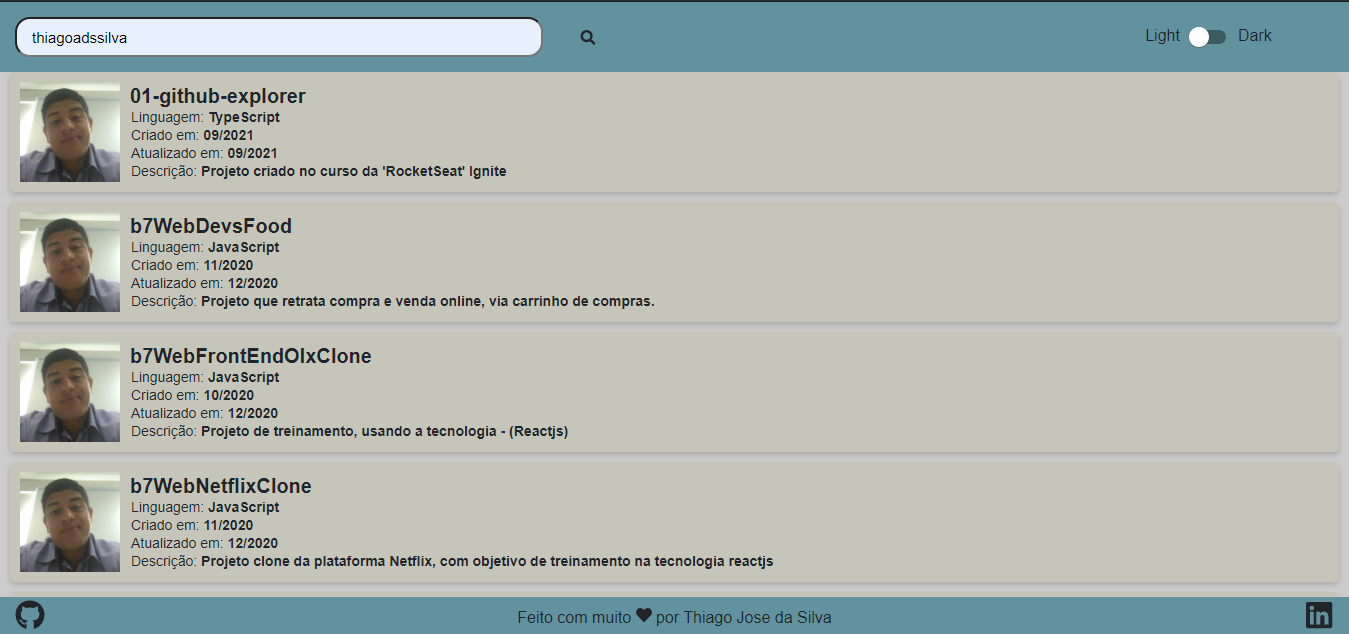 thiagoadssilva
Light Dark
01-github-explorer
Linguagem: TypeScript
Criado em: 09/2021
Atualizado em: 09/2021
Descrição: Projeto criado no curso da 'RocketSeat' Ignite
b7WebDevsFood
Linguagem: JavaScript
Criado em: 11/2020
Atualizado em: 12/2020
Descrição: Projeto que retrata compra e venda online, via carrinho de compras.
b7WebFrontEndOlxClone
Linguagem: JavaScript
Criado em: 10/2020
Atualizado em: 12/2020
Descrição: Projeto de treinamento, usando a tecnologia - (Reactjs)
b7WebNetflixClone
Linguagem: JavaScript
Criado em: 11/2020
Atualizado em: 12/2020
Descrição: Projeto clone da plataforma Netflix, com objetivo de treinamento na tecnologia reactjs
Feito com muito ♥ por Thiago Jose da Silva
in